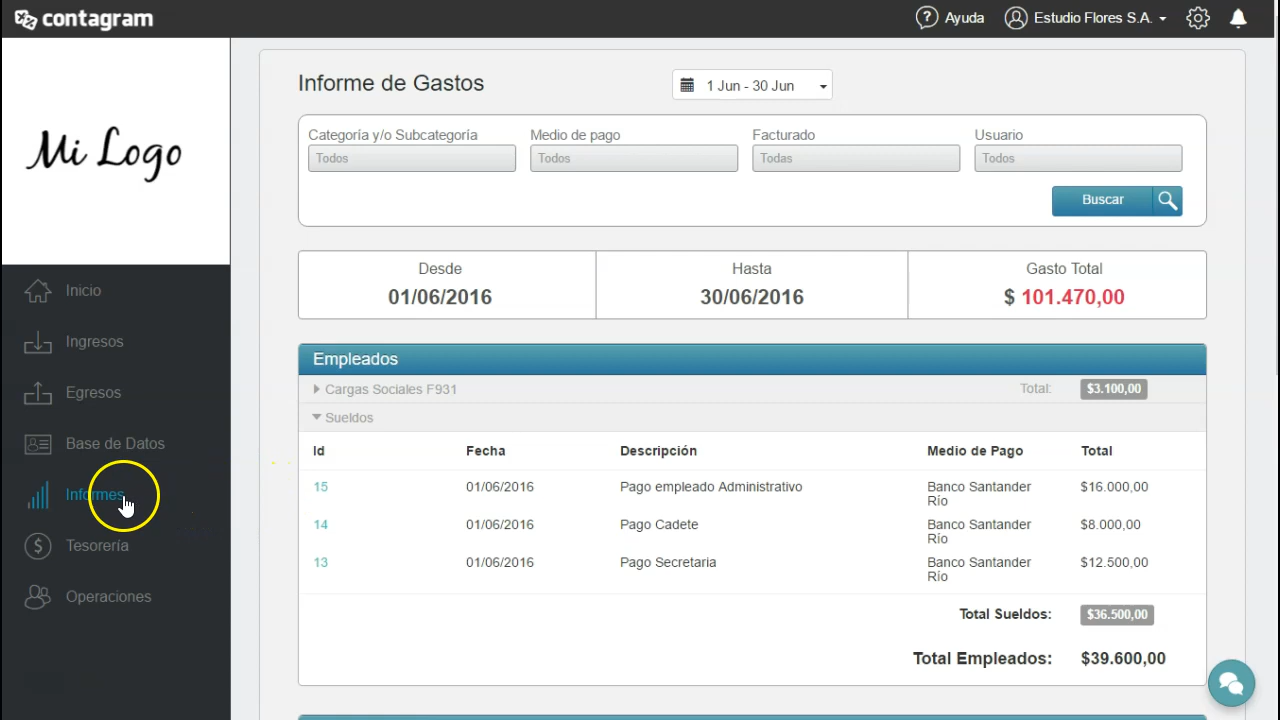 contagram
Ayuda
Estudio Flores S.A.
Mi Logo
Inicio
Ingresos
Egresos
Base de Datos
Informes
Tesorería
Operaciones
Informe de Gastos
1 Jun - 30 Jun
Categoría y/o Subcategoría Medio de pago Facturado Usuario
Todos Todos Todas Todos
Buscar
Desde Hasta Gasto Total
01/06/2016 30/06/2016 $ 101.470,00
Empleados
Cargas Sociales F931 Total: $3.100,00
Sueldos
Id Fecha Descripción Medio de Pago Total
15 01/06/2016 Pago empleado Administrativo Banco Santander $16.000,00
Río
14 01/06/2016 Pago Cadete Banco Santander $8.000,00
Río
13 01/06/2016 Pago Secretaria Banco Santander $12.500,00
Río
Total Sueldos: $36.500,00
Total Empleados: $39.600,00